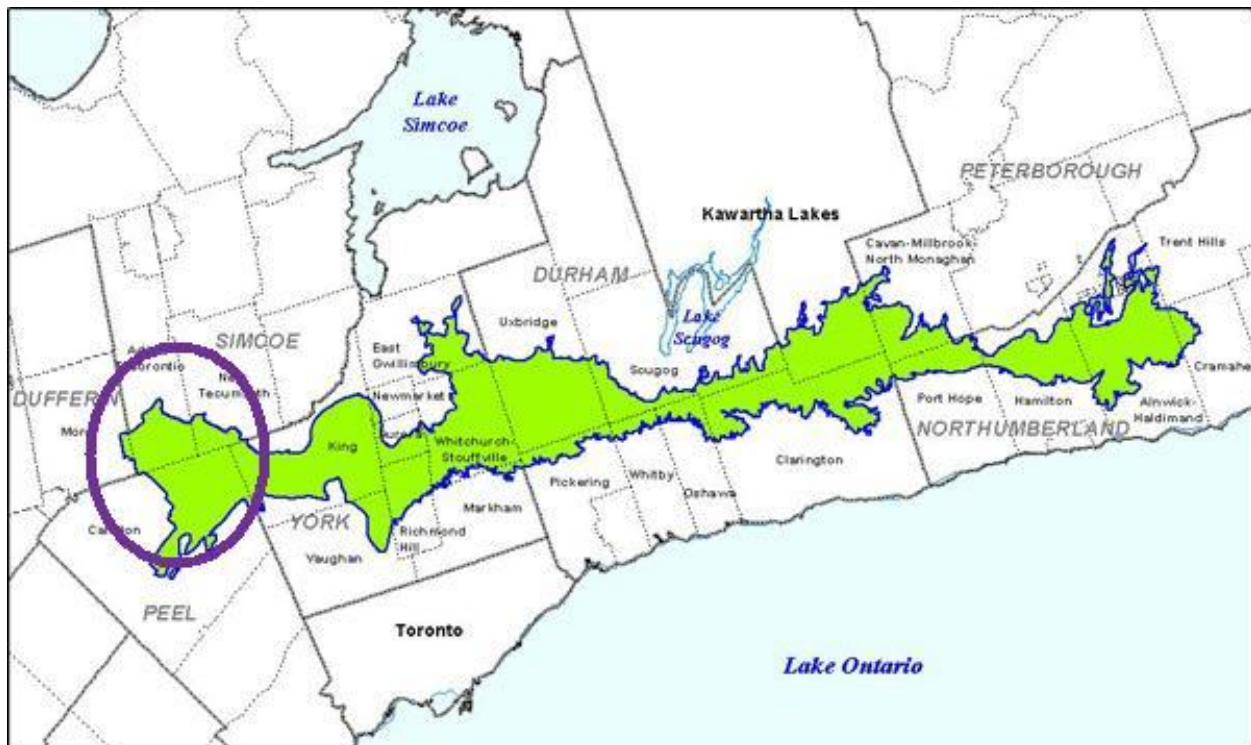 Lake
Simcoe
PETERBOROUGH
Kawartha Lakes
Cavan-Millbrook-
North Monaghan
Trent Hills
DURHAM
Uxbridge
Lake
Scugog
SIMCOE
East
Gwillimbury
Scugog
Cramahe
DUFFERIN
Tecumseth
Newmarket
Port Hope
Hamilton
Alnwick-
Haldimand
King
Whitchurch-
Stouffville
NORTHUMBERLAND
Clarington
Pickering
Whitby
Oshawa
Markham
YORK
Richmond
Hill
Vaughan
PEEL
Toronto
Lake Ontario